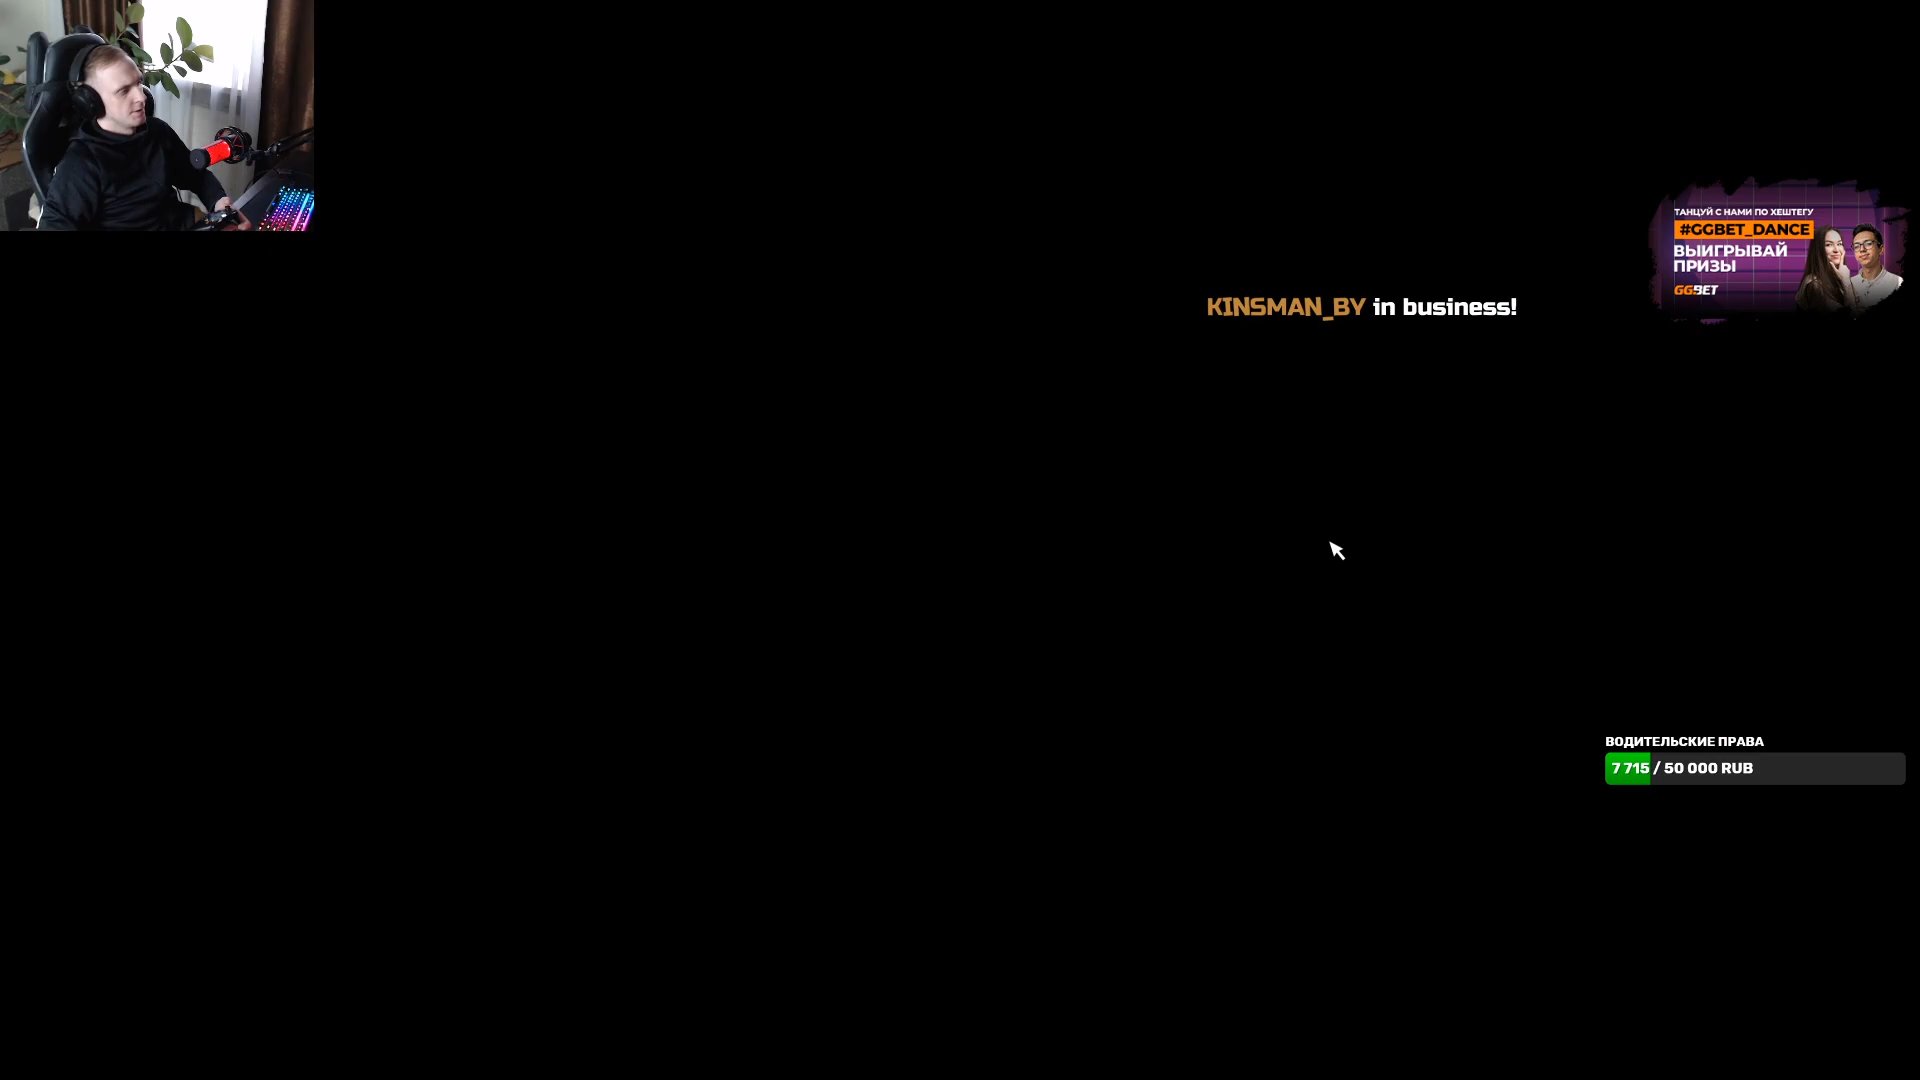 ТАНЦУЙ С НАМИ ПО ХЕШТЕГУ
#GGBET_DANCE
ВЫИГРЫВАЙ
ПРИЗЫ
GGBET
KINSMAN_BY in business!
ВОДИТЕЛЬСКИЕ ПРАВА
7 715 / 50 000 RUB